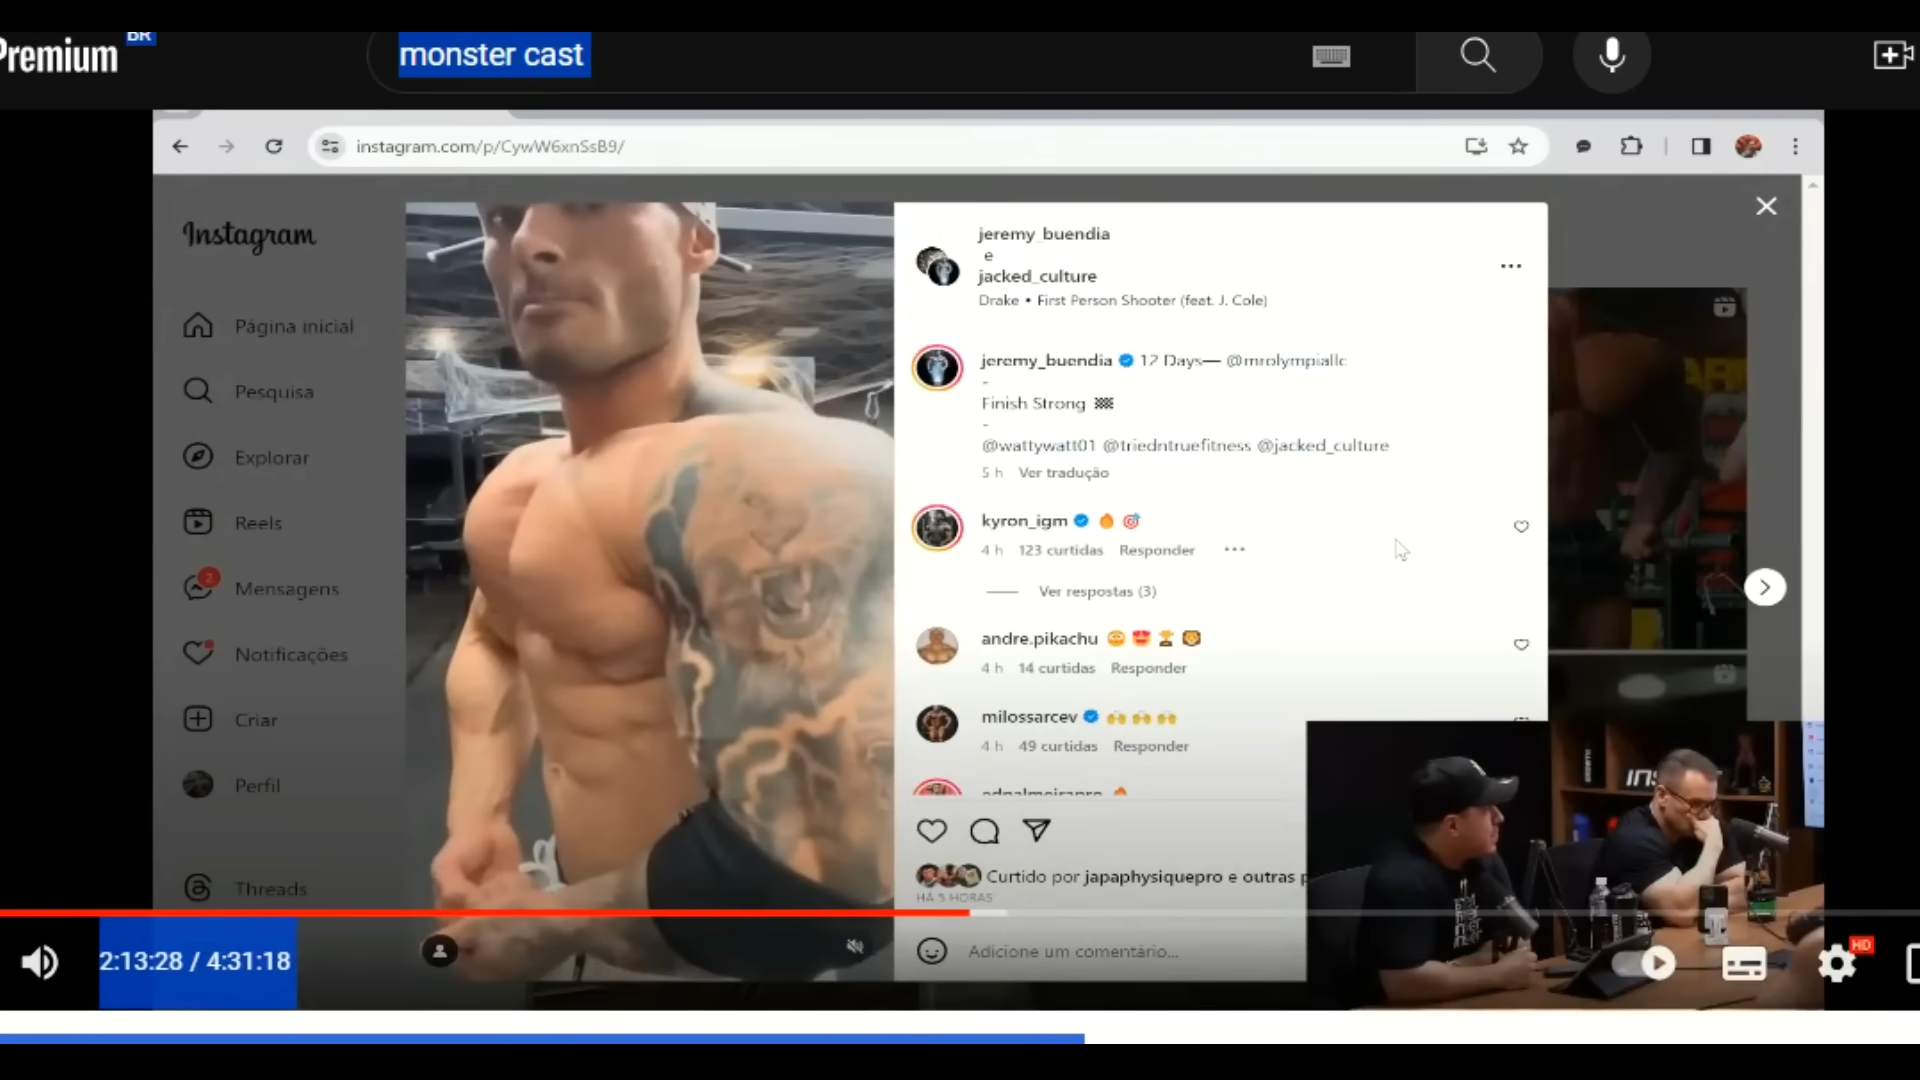 Premium BR
monster cast
instagram.com/p/CywW6xnSsB9/
Instagram
Página inicial
Pesquisa
Explorar
Reels
2
Mensagens
Notificações
Criar
Perfil
Threads
jeremy_buendia
e
jacked_culture
Drake • First Person Shooter (feat. J. Cole)
jeremy_buendia 12 Days— @mrolympiallc
-
Finish Strong
-
@wattywatt01 @triedntruefitness @jacked_culture
5 h Ver tradução
kyron_igm
4 h 123 curtidas Responder
Ver respostas (3)
andre.pikachu
4 h 14 curtidas Responder
milossarcev
4 h 49 curtidas Responder
Curtido por japaphysiquepro e outras p
HÁ 5 HORAS
Adicione um comentário...
2:13:28 / 4:31:18
HD